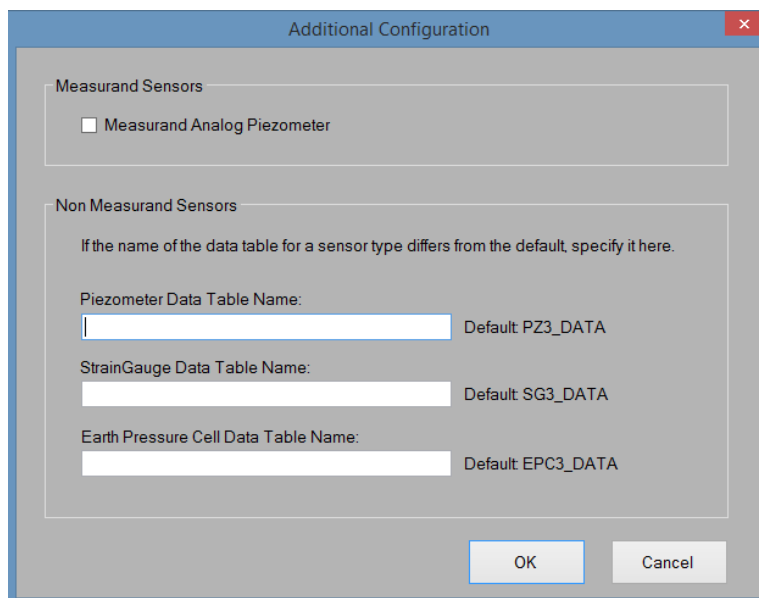 Additional Configuration
Measurand Sensors
Measurand Analog Piezometer
Non Measurand Sensors
If the name of the data table for a sensor type differs from the default, specify it here.
Piezometer Data Table Name:
Default: PZ3_DATA
StrainGauge Data Table Name:
Default: SG3_DATA
Earth Pressure Cell Data Table Name:
Default: EPC3_DATA
OK Cancel